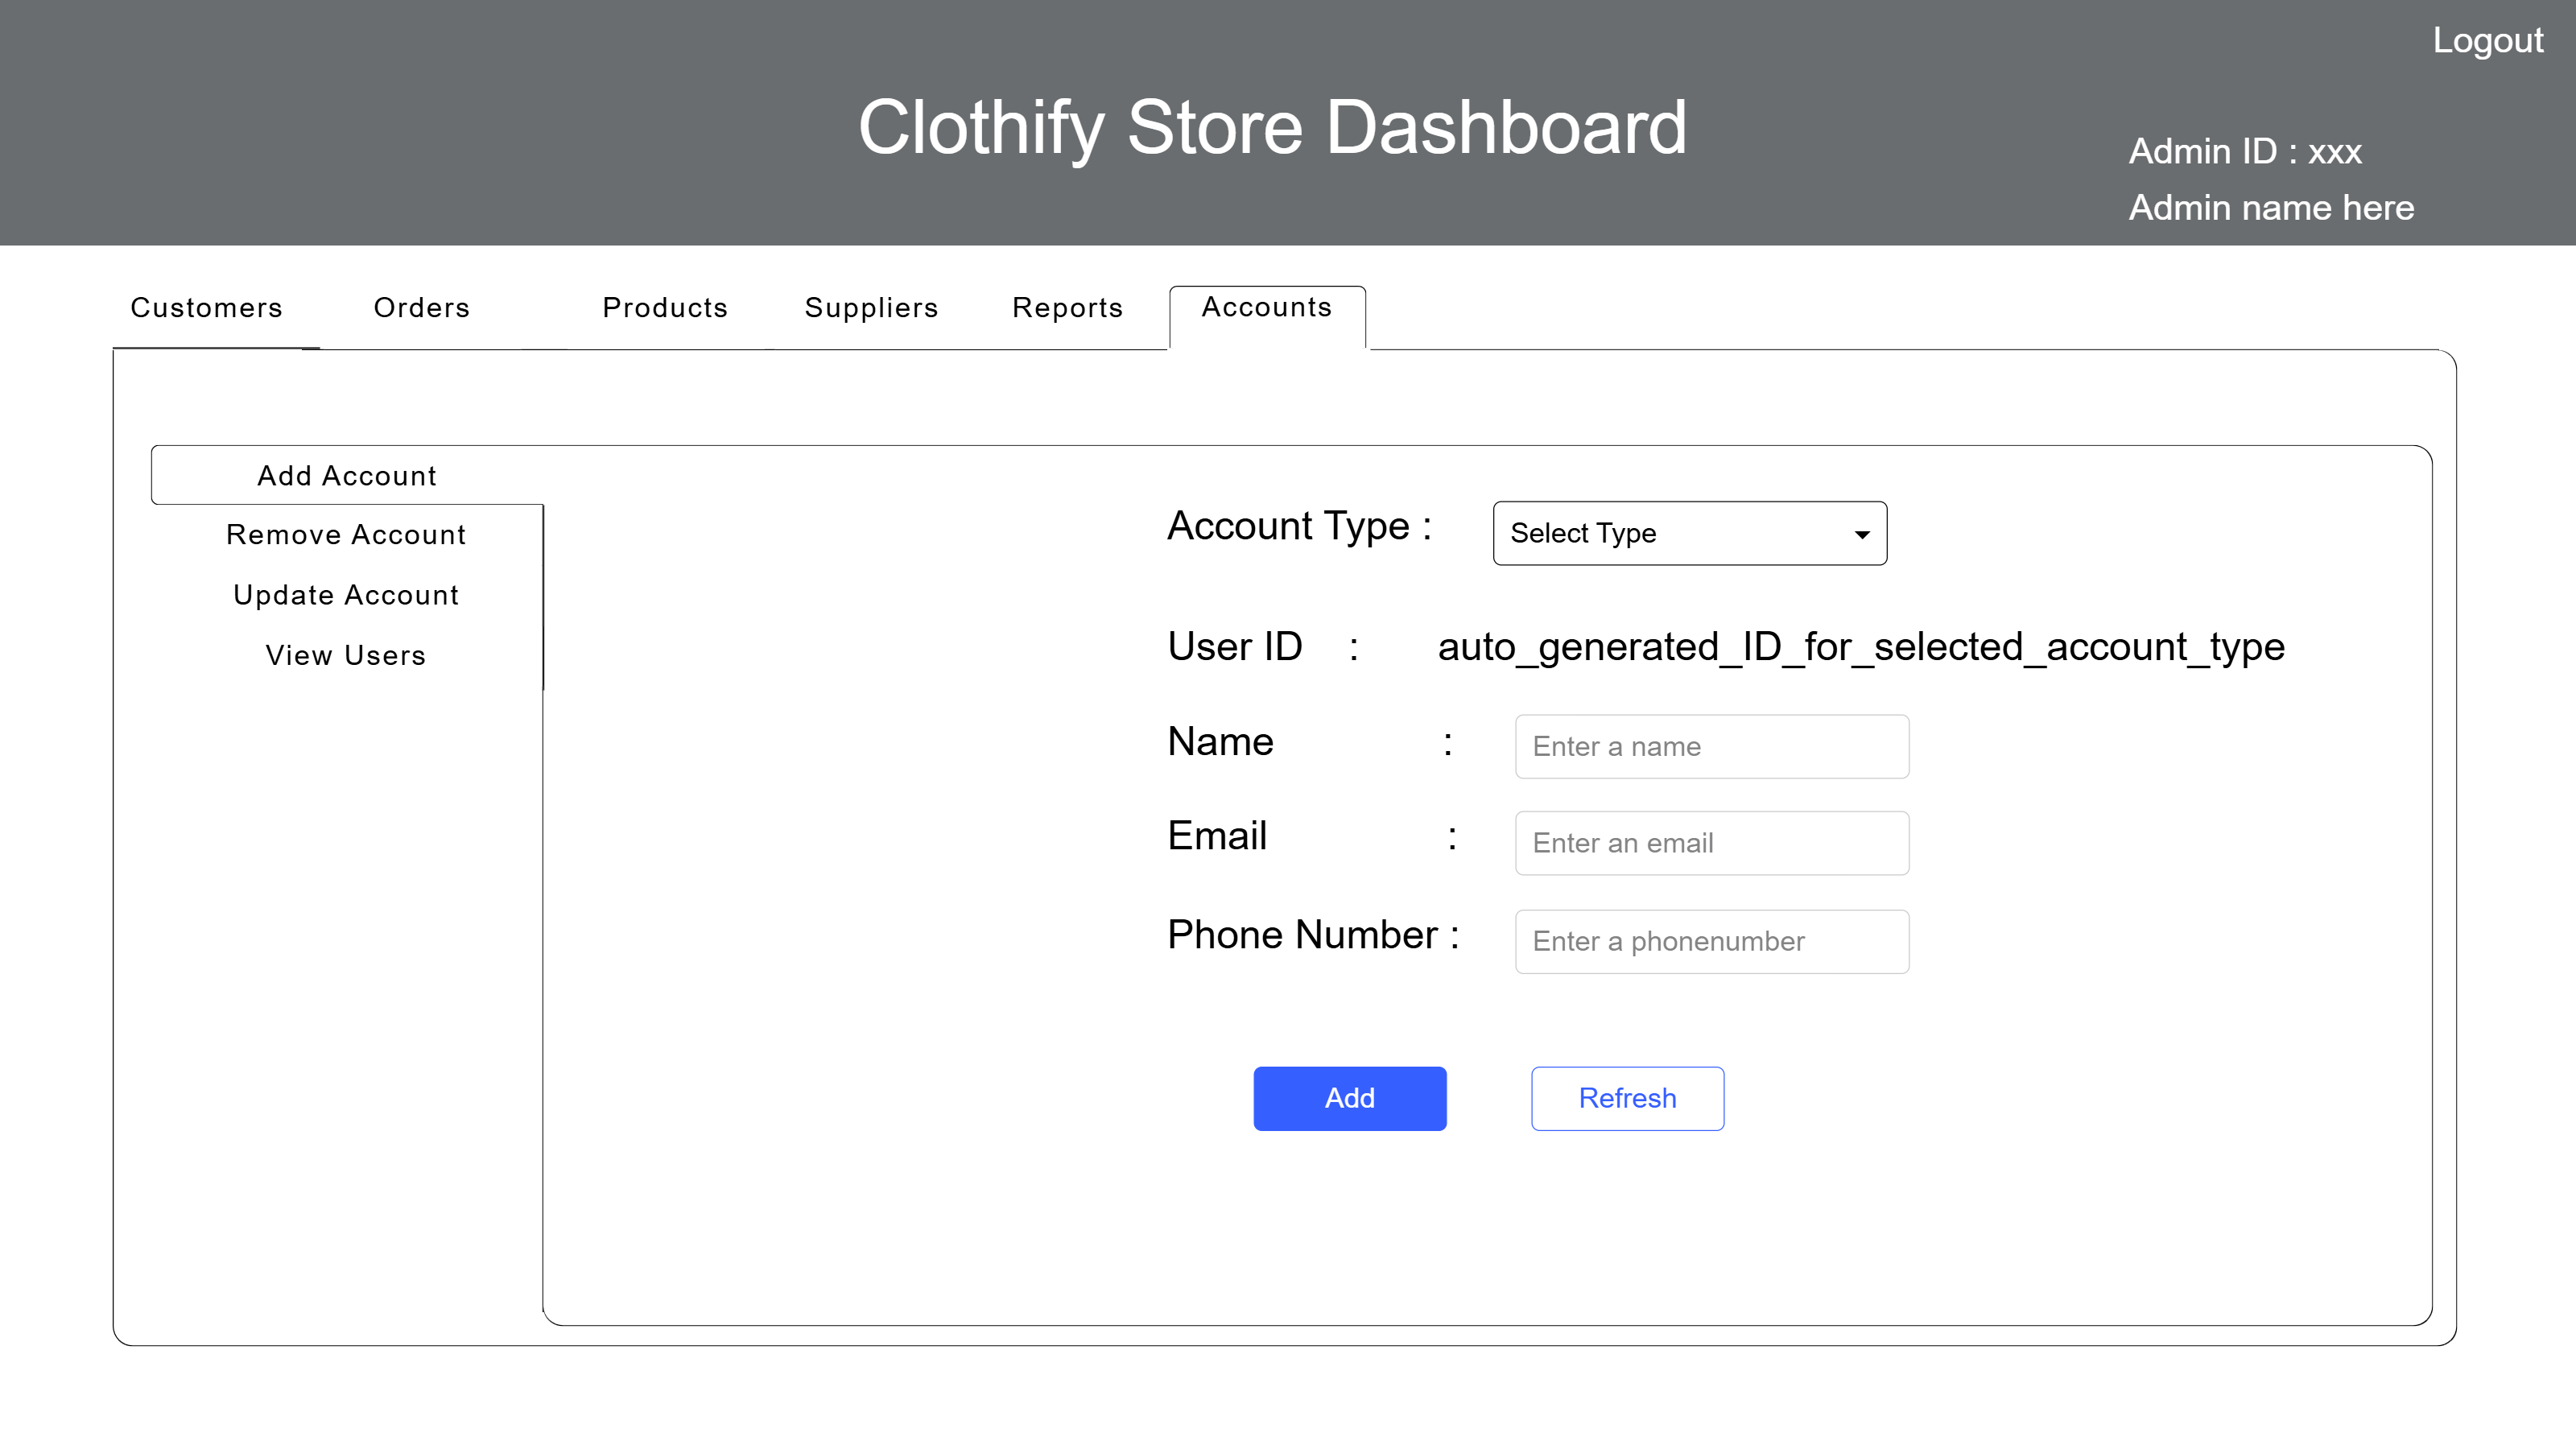 Logout
Clothify Store Dashboard
Admin ID : xxx
Admin name here
Customers Orders Products Suppliers Reports Accounts
Add Account
Remove Account
Update Account
View Users
Account Type : Select Type
User ID : auto_generated_ID_for_selected_account_type
Name : Enter a name
Email : Enter an email
Phone Number : Enter a phonenumber
Add Refresh